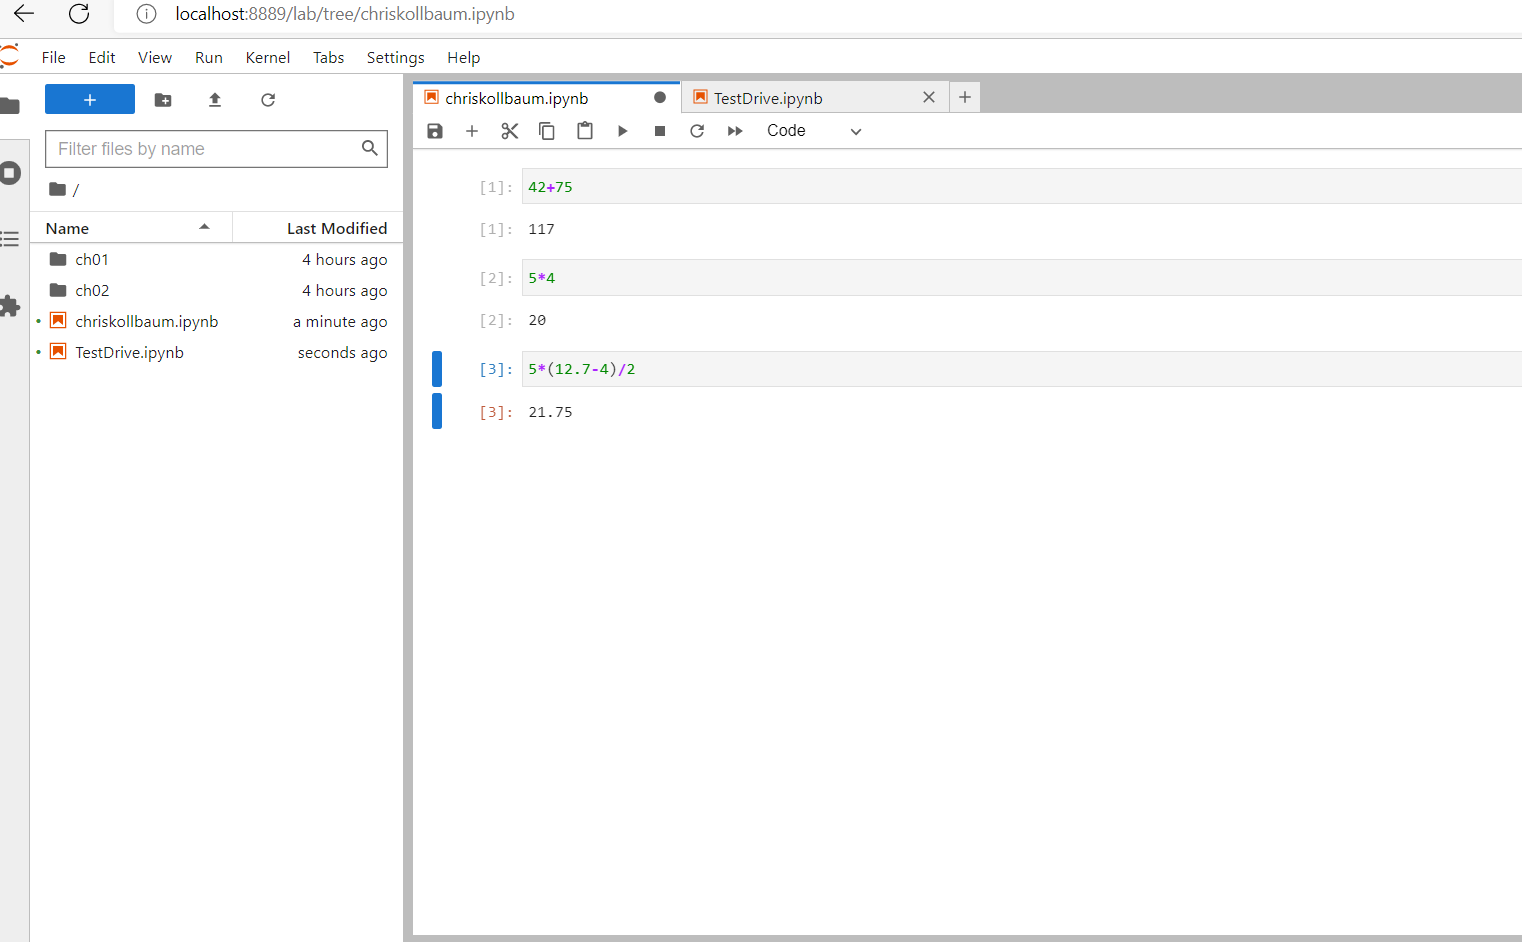 localhost:8889/lab/tree/chriskollbaum.ipynb
File Edit View Run Kernel Tabs Settings Help
chriskollbaum.ipynb TestDrive.ipynb
Code
Filter files by name
/
Name Last Modified
ch01 4 hours ago
ch02 4 hours ago
chriskollbaum.ipynb a minute ago
TestDrive.ipynb seconds ago
[1]: 42+75
[1]: 117
[2]: 5*4
[2]: 20
[3]: 5*(12.7-4)/2
[3]: 21.75